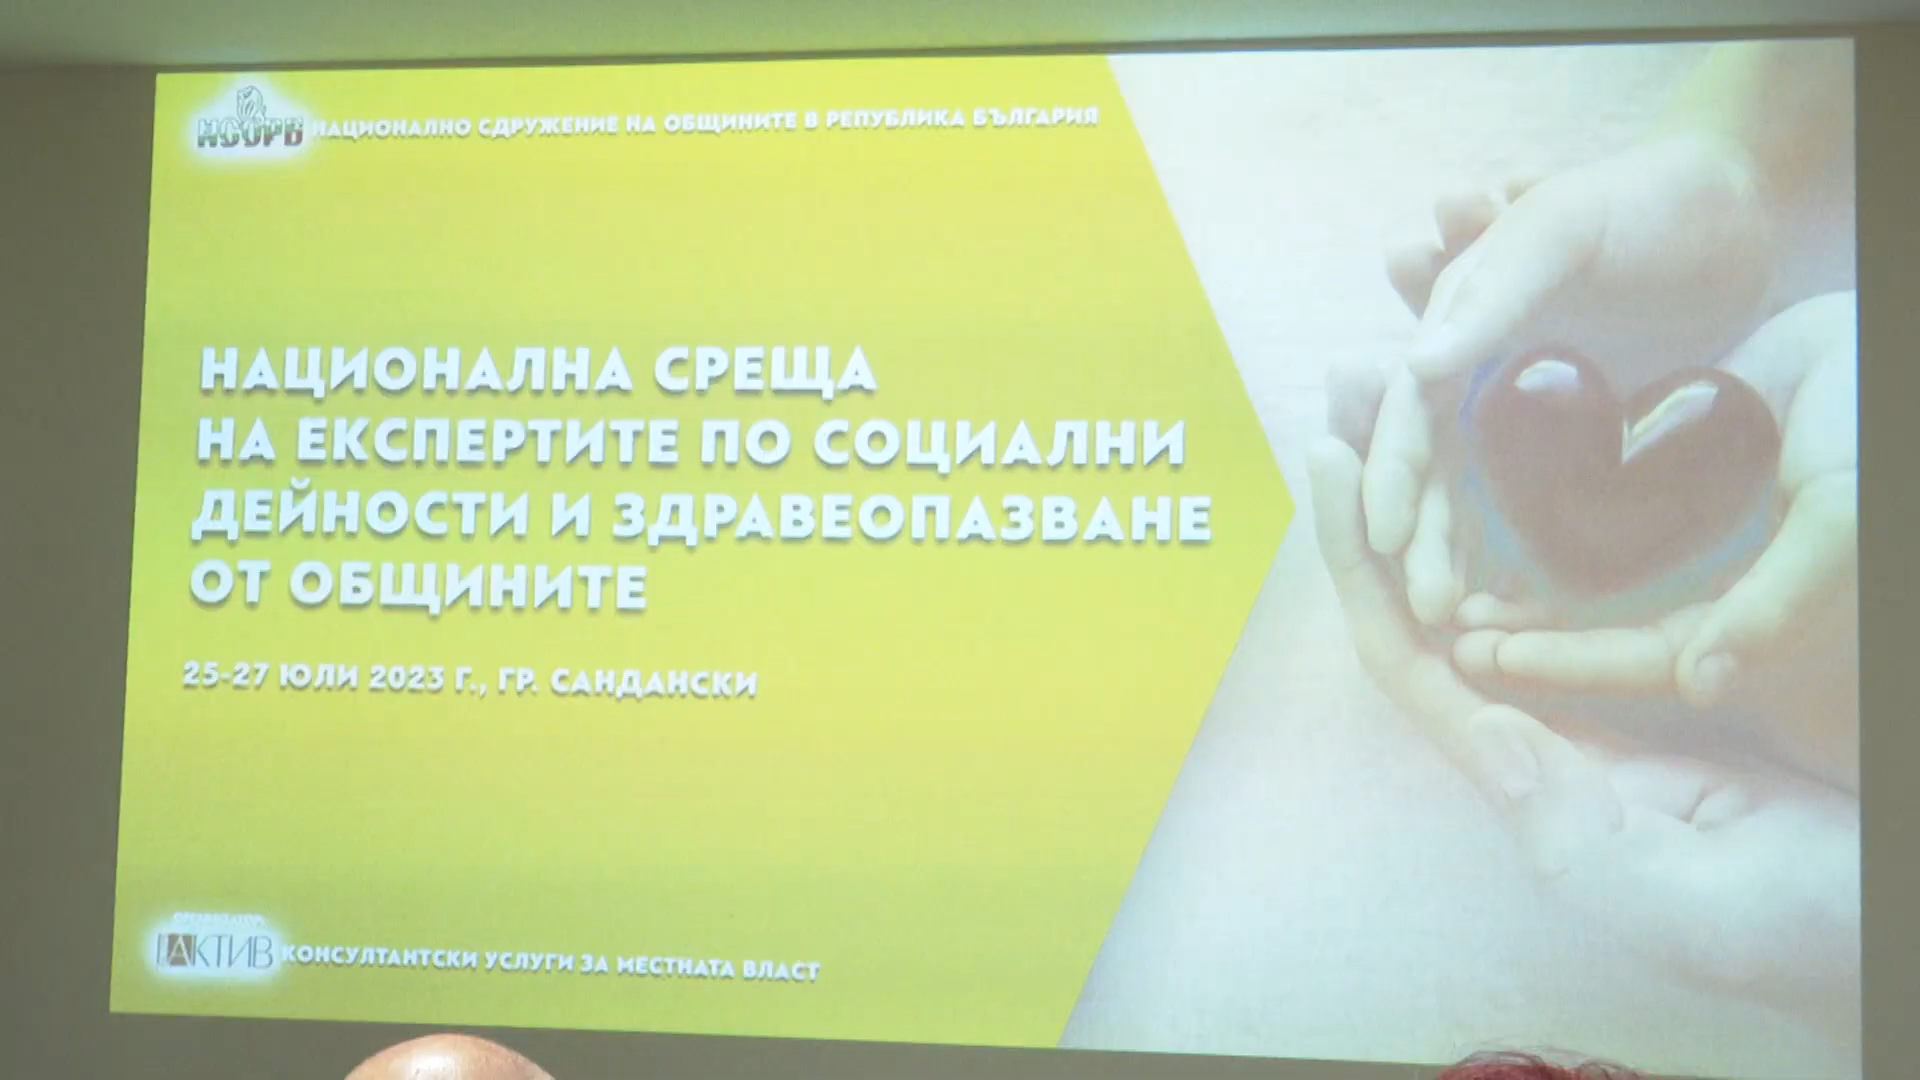 НСОРБ НАЦИОНАЛНО СДРУЖЕНИЕ НА ОБЩИНИТЕ В РЕПУБЛИКА БЪЛГАРИЯ
НАЦИОНАЛНА СРЕЩА
НА ЕКСПЕРТИТЕ ПО СОЦИАЛНИ
ДЕЙНОСТИ И ЗДРАВЕОПАЗВАНЕ
ОТ ОБЩИНИТЕ
25-27 ЮЛИ 2023 Г., ГР. САНДАНСКИ
ОРГАНИЗАТОР:
АКТИВ КОНСУЛТАНТСКИ УСЛУГИ ЗА МЕСТНАТА ВЛАСТ